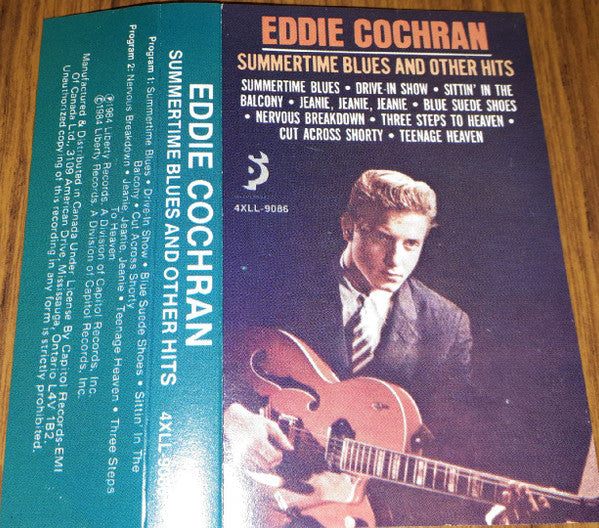 EDDIE COCHRAN
SUMMERTIME BLUES AND OTHER HITS
SUMMERTIME BLUES • DRIVE-IN SHOW • SITTIN' IN THE
BALCONY • JEANIE, JEANIE, JEANIE • BLUE SUEDE SHOES
• NERVOUS BREAKDOWN • THREE STEPS TO HEAVEN •
CUT ACROSS SHORTY • TEENAGE HEAVEN
4XLL-9086
EDDIE COCHRAN
SUMMERTIME BLUES AND OTHER HITS 4XLL-9086
Program 1: Summertime Blues • Drive-In Show • Blue Suede Shoes • Sittin' In The
Balcony • Cut Across Shorty
Program 2: Nervous Breakdown • Jeanie, Jeanie, Jeanie • Teenage Heaven • Three Steps
To Heaven
℗1984 Liberty Records, A Division of Capitol Records, Inc.
©1984 Liberty Records, A Division of Capitol Records, Inc.
Manufactured & Distributed in Canada Under License By Capitol Records-EMI
Of Canada Ltd., 3109 American Drive, Mississauga, Ontario L4V 1B2.
Unauthorized copying of this recording in any form is strictly prohibited.